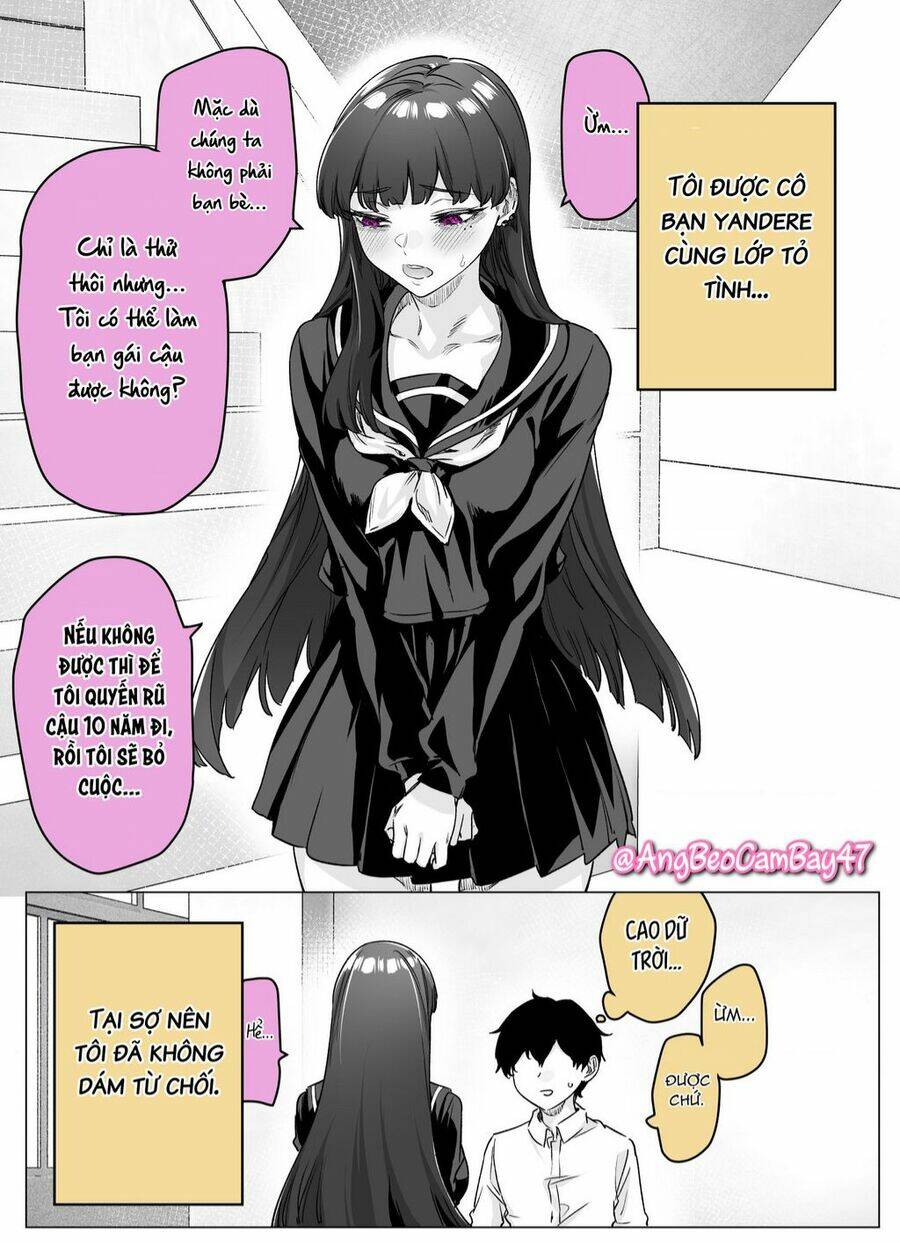 TÔI ĐƯỢC CÔ
BẠN YANDERE
CÙNG LỚP TỎ
TÌNH...
Ừm...
Mặc dù
chúng ta
không phải
bạn bè...
Chỉ là thử
thôi nhưng...
Tôi có thể làm
bạn gái cậu
được không?
NẾU KHÔNG
ĐƯỢC THÌ ĐỂ
TÔI QUYẾN RŨ
CẬU 10 NĂM ĐI,
RỒI TÔI SẼ BỎ
CUỘC...
@AngBeoCamBay47
CAO DỮ
TRỜI...
ỪM...
ĐƯỢC
CHỨ.
Hể...
TẠI SỢ NÊN
TÔI ĐÃ KHÔNG
DÁM TỪ CHỐI.